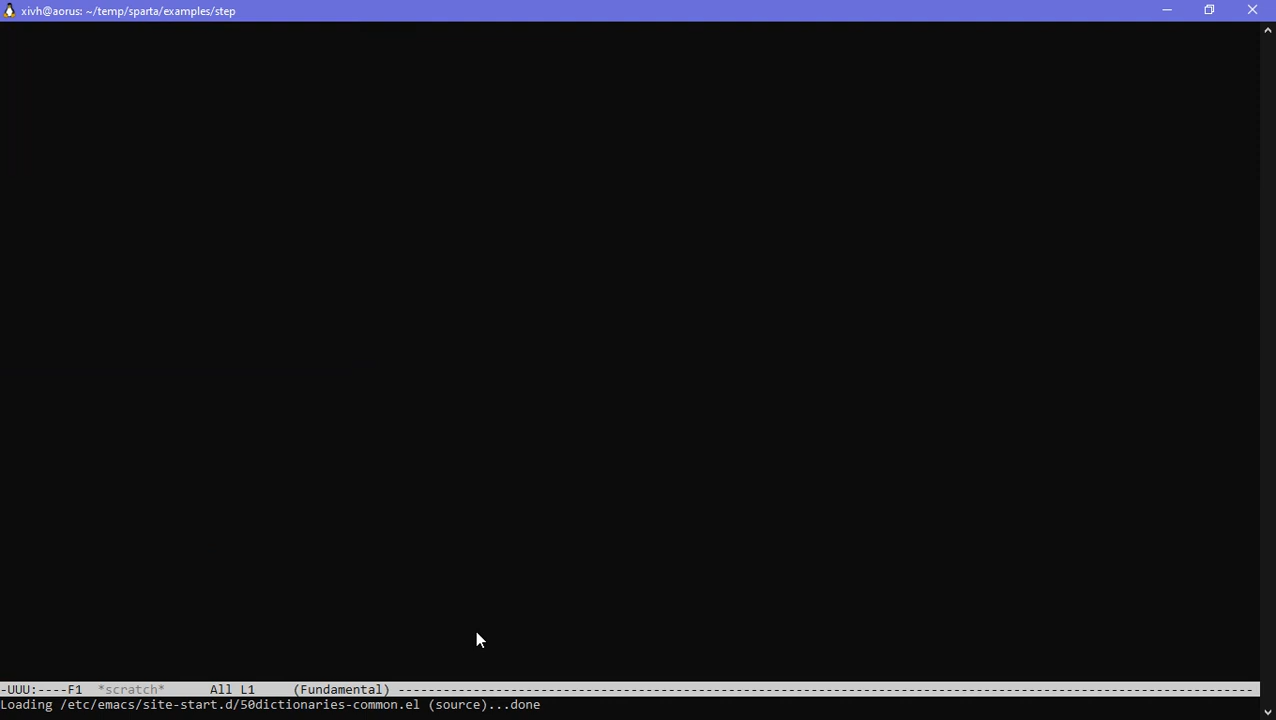 xivh@aorus: ~/temp/sparta/examples/step
-UUU:----F1  *scratch*      All L1     (Fundamental) -----------------------------------------------------------------------------------------------
Loading /etc/emacs/site-start.d/50dictionaries-common.el (source)...done